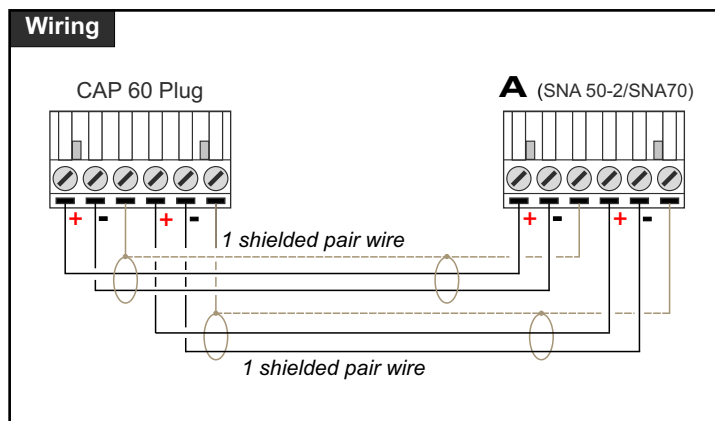 Wiring
CAP 60 Plug
A (SNA 50-2/SNA70)
+ - + - + - + -
1 shielded pair wire
1 shielded pair wire